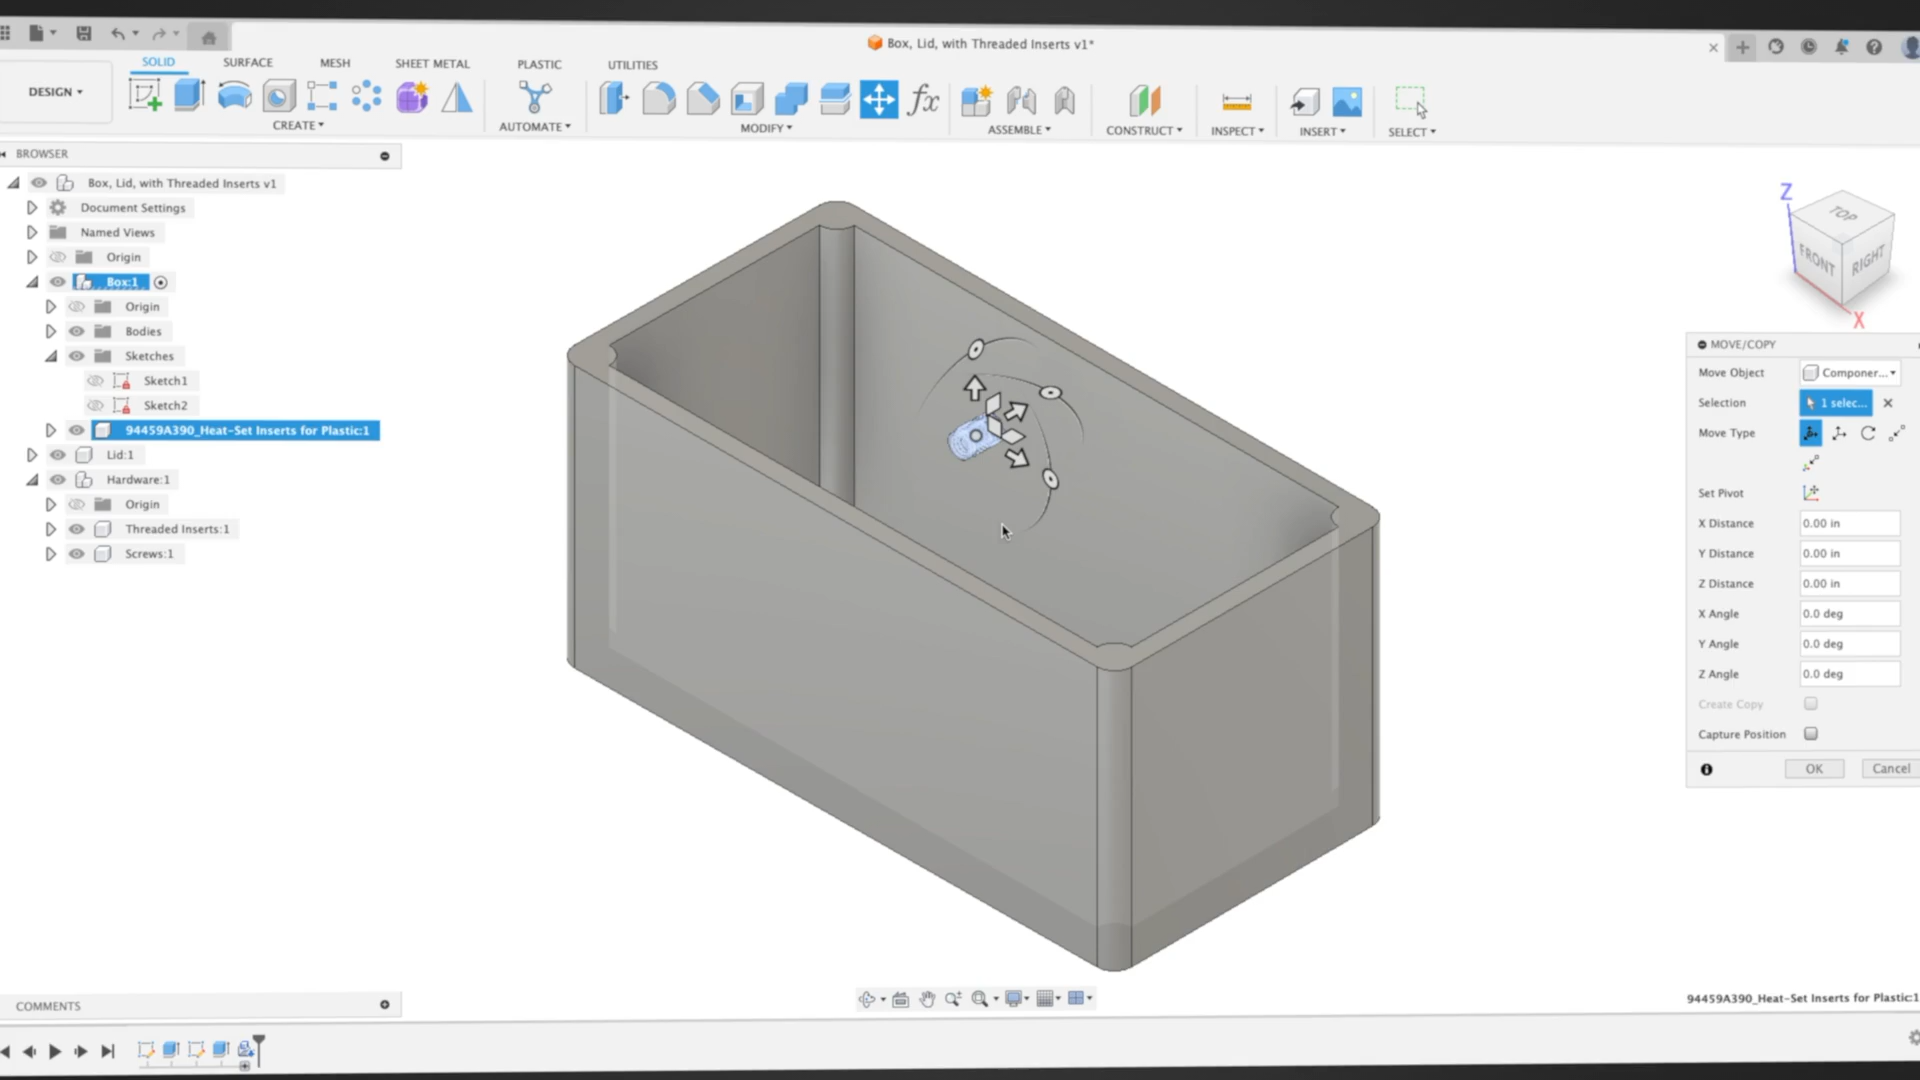 Box, Lid, with Threaded Inserts v1*
SOLID
SURFACE
MESH
SHEET METAL
PLASTIC
UTILITIES
DESIGN
fx
CREATE
AUTOMATE
MODIFY
ASSEMBLE
CONSTRUCT
INSPECT
INSERT
SELECT
BROWSER
Box, Lid, with Threaded Inserts v1
Document Settings
Named Views
Origin
Box:1
Origin
Bodies
Sketches
Sketch1
Sketch2
94459A390_Heat-Set Inserts for Plastic:1
Lid:1
Hardware:1
Origin
Threaded Inserts:1
Screws:1
Z
TOP
FRONT
RIGHT
X
MOVE/COPY
Move Object
Componer...
Selection
1 selec...
Move Type
Set Pivot
X Distance
0.00 in
Y Distance
0.00 in
Z Distance
0.00 in
X Angle
0.0 deg
Y Angle
0.0 deg
Z Angle
0.0 deg
Create Copy
Capture Position
OK
Cancel
COMMENTS
94459A390_Heat-Set Inserts for Plastic:1